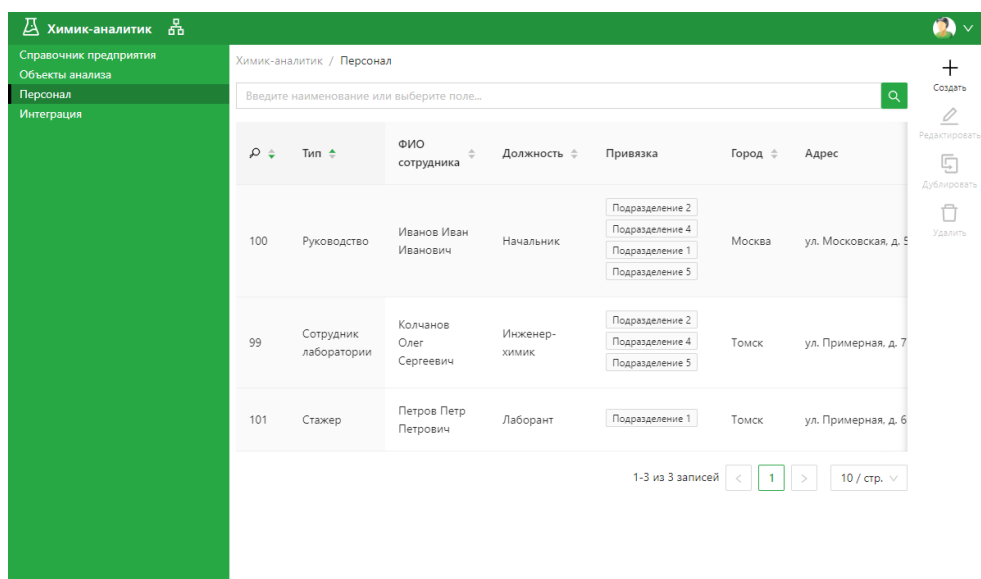 Химик-аналитик
Справочник предприятия
Объекты анализа
Персонал
Интеграция
Химик-аналитик / Персонал
Введите наименование или выберите поле...
Создать
Редактировать
Дублировать
Удалить
Тип
ФИО
сотрудника
Должность
Привязка
Город
Адрес
100
Руководство
Иванов Иван
Иванович
Начальник
Подразделение 2
Подразделение 4
Подразделение 1
Подразделение 5
Москва
ул. Московская, д. 5
99
Сотрудник
лаборатории
Колчанов
Олег
Сергеевич
Инженер-
химик
Подразделение 2
Подразделение 4
Подразделение 5
Томск
ул. Примерная, д. 7
101
Стажер
Петров Петр
Петрович
Лаборант
Подразделение 1
Томск
ул. Примерная, д. 6
1-3 из 3 записей
<
1
>
10 / стр.